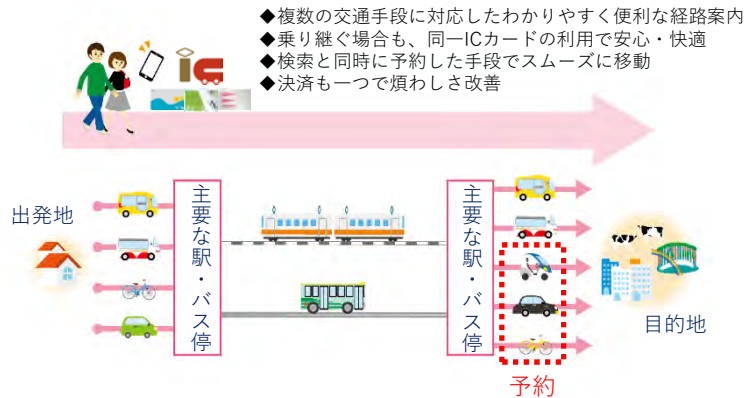 ◆複数の交通手段に対応したわかりやすく便利な経路案内
◆乗り継ぐ場合も、同一ICカードの利用で安心・快適
◆検索と同時に予約した手段でスムーズに移動
◆決済も一つで煩わしさ改善
出発地
主要な駅・バス停
主要な駅・バス停
目的地
予約